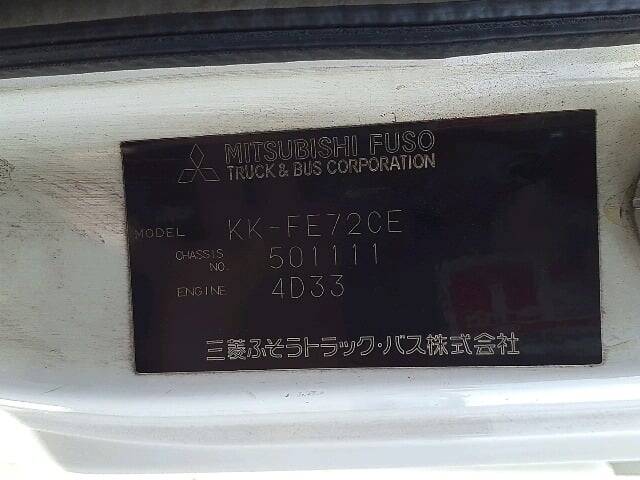 MITSUBISHI FUSO
TRUCK & BUS CORPORATION
MODEL KK-FE72CE
CHASSIS NO. 501111
ENGINE 4D33
三菱ふそうトラック・バス株式会社